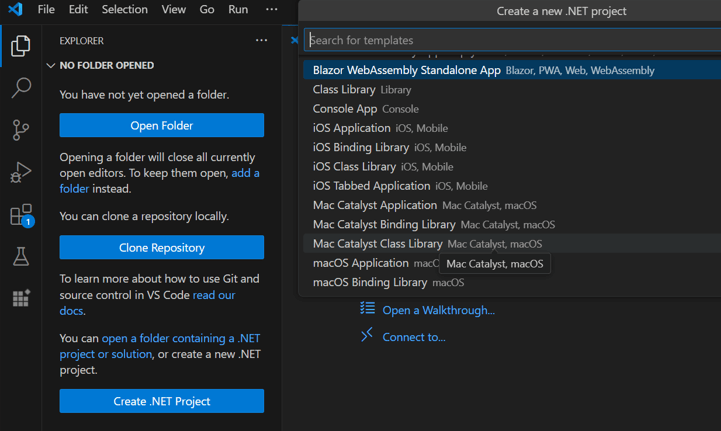 File Edit Selection View Go Run ···
Create a new .NET project
Search for templates
EXPLORER ···
NO FOLDER OPENED
You have not yet opened a folder.
Open Folder
Opening a folder will close all currently
open editors. To keep them open, add a
folder instead.
You can clone a repository locally.
Clone Repository
To learn more about how to use Git and
source control in VS Code read our
docs.
You can open a folder containing a .NET
project or solution, or create a new .NET
project.
Create .NET Project
1
Blazor WebAssembly Standalone App Blazor, PWA, Web, WebAssembly
Class Library Library
Console App Console
iOS Application iOS, Mobile
iOS Binding Library iOS, Mobile
iOS Class Library iOS, Mobile
iOS Tabbed Application iOS, Mobile
Mac Catalyst Application Mac Catalyst, macOS
Mac Catalyst Binding Library Mac Catalyst, macOS
Mac Catalyst Class Library Mac Catalyst, macOS
macOS Application
Mac Catalyst, macOS
macOS Binding Library macOS
Open a Walkthrough...
Connect to...